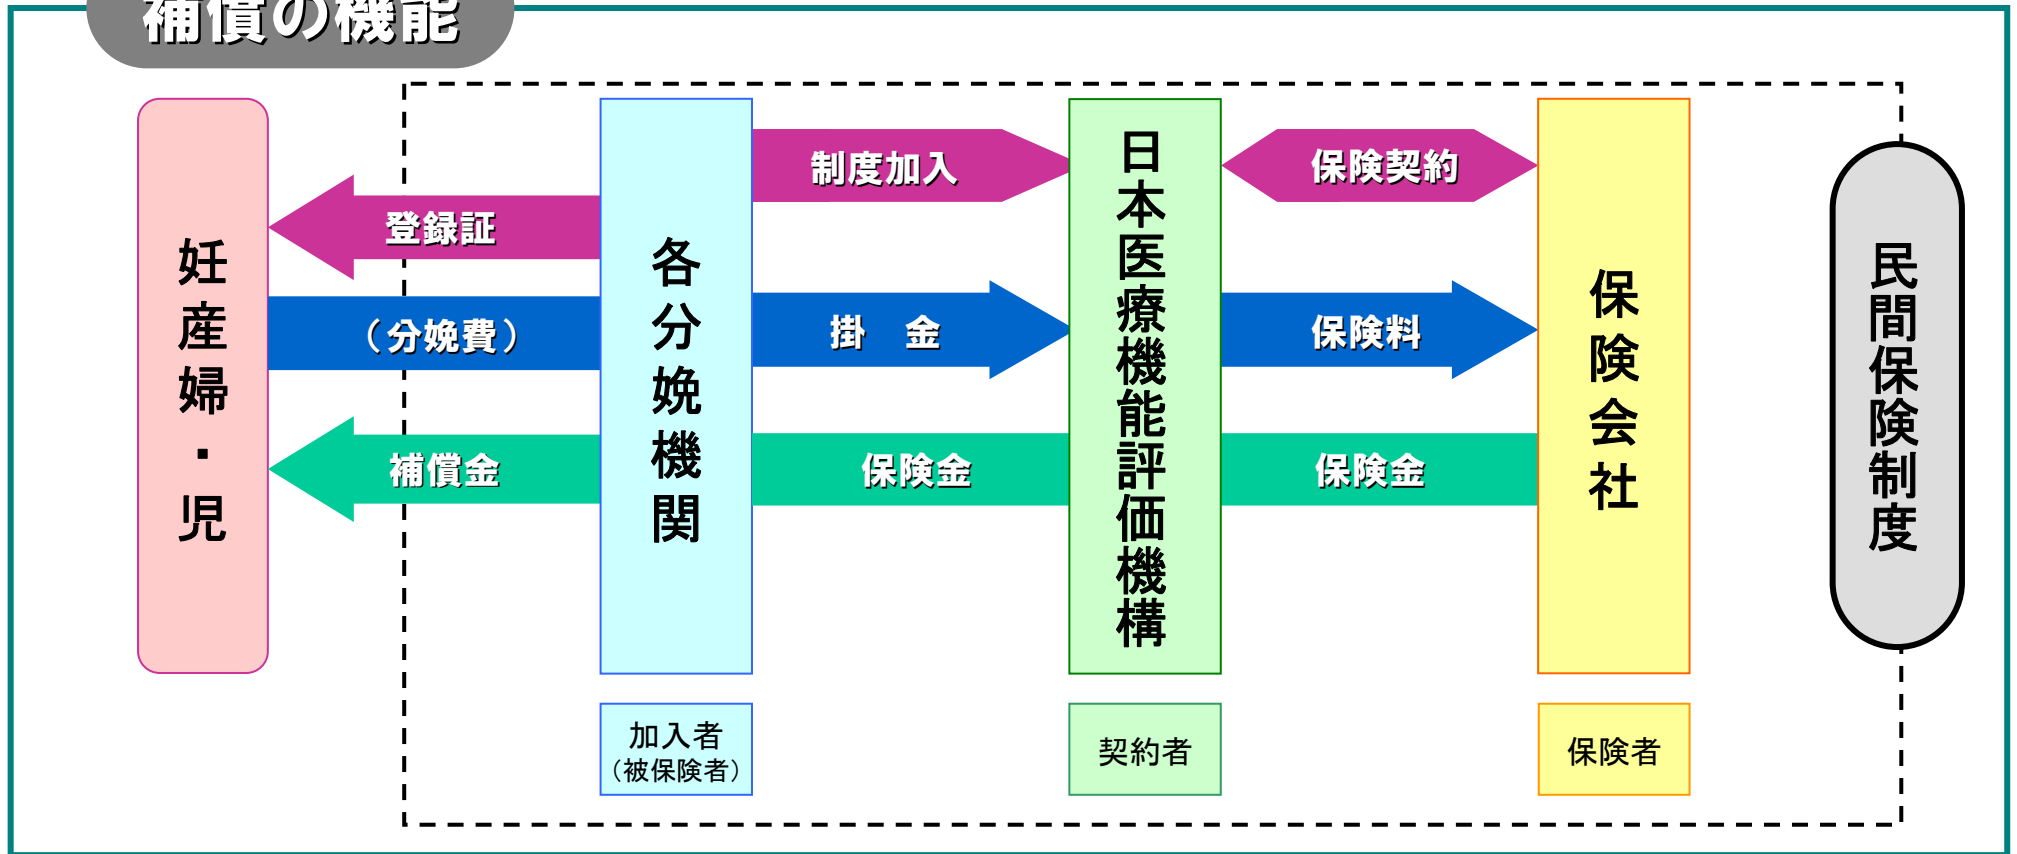 補償の機能
妊産婦・児
登録証
（分娩費）
補償金
各分娩機関
制度加入
掛　金
保険金
日本医療機能評価機構
保険契約
保険料
保険金
保険会社
民間保険制度
加入者
（被保険者）
契約者
保険者